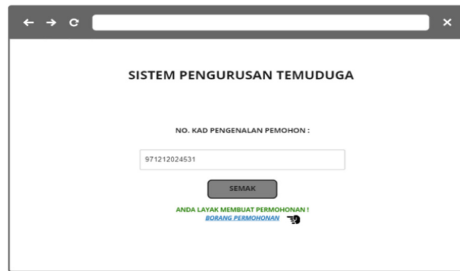 SISTEM PENGURUSAN TEMUDUGA
NO. KAD PENGENALAN PEMOHON :
971212024531
SEMAK
ANDA LAYAK MEMBUAT PERMOHONAN !
BORANG PERMOHONAN